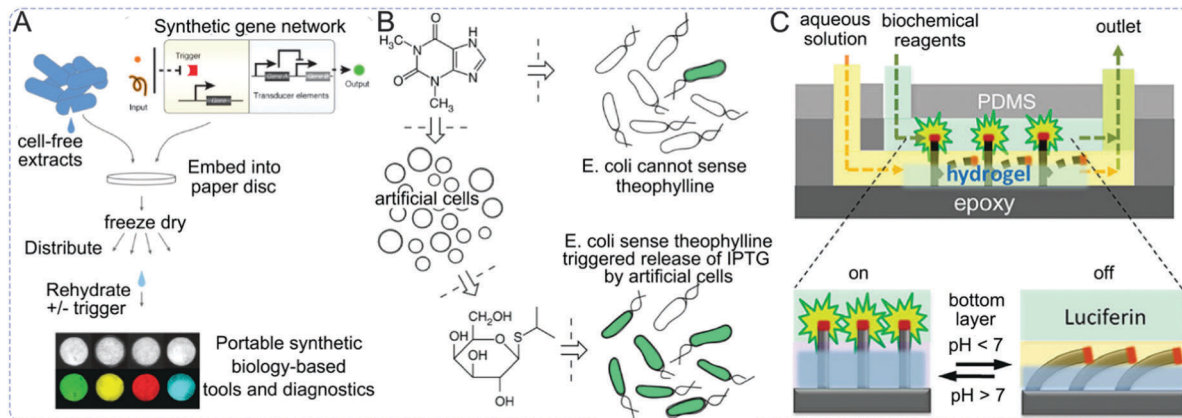 A
Synthetic gene network
Trigger
Input
Gene
Gene A
Transducer elements
Output
cell-free
extracts
Embed into
paper disc
freeze dry
Distribute
Rehydrate
+/- trigger
Portable synthetic
biology-based
tools and diagnostics
B
H₃C
O
N
N
H
N
O
N
CH₃
E. coli cannot sense
theophylline
artificial cells
E. coli sense theophylline
triggered release of IPTG
by artificial cells
CH₂OH
OH
O
S
OH
OH
C
aqueous
solution
biochemical
reagents
outlet
PDMS
hydrogel
epoxy
on
off
bottom
layer
pH < 7
pH > 7
Luciferin